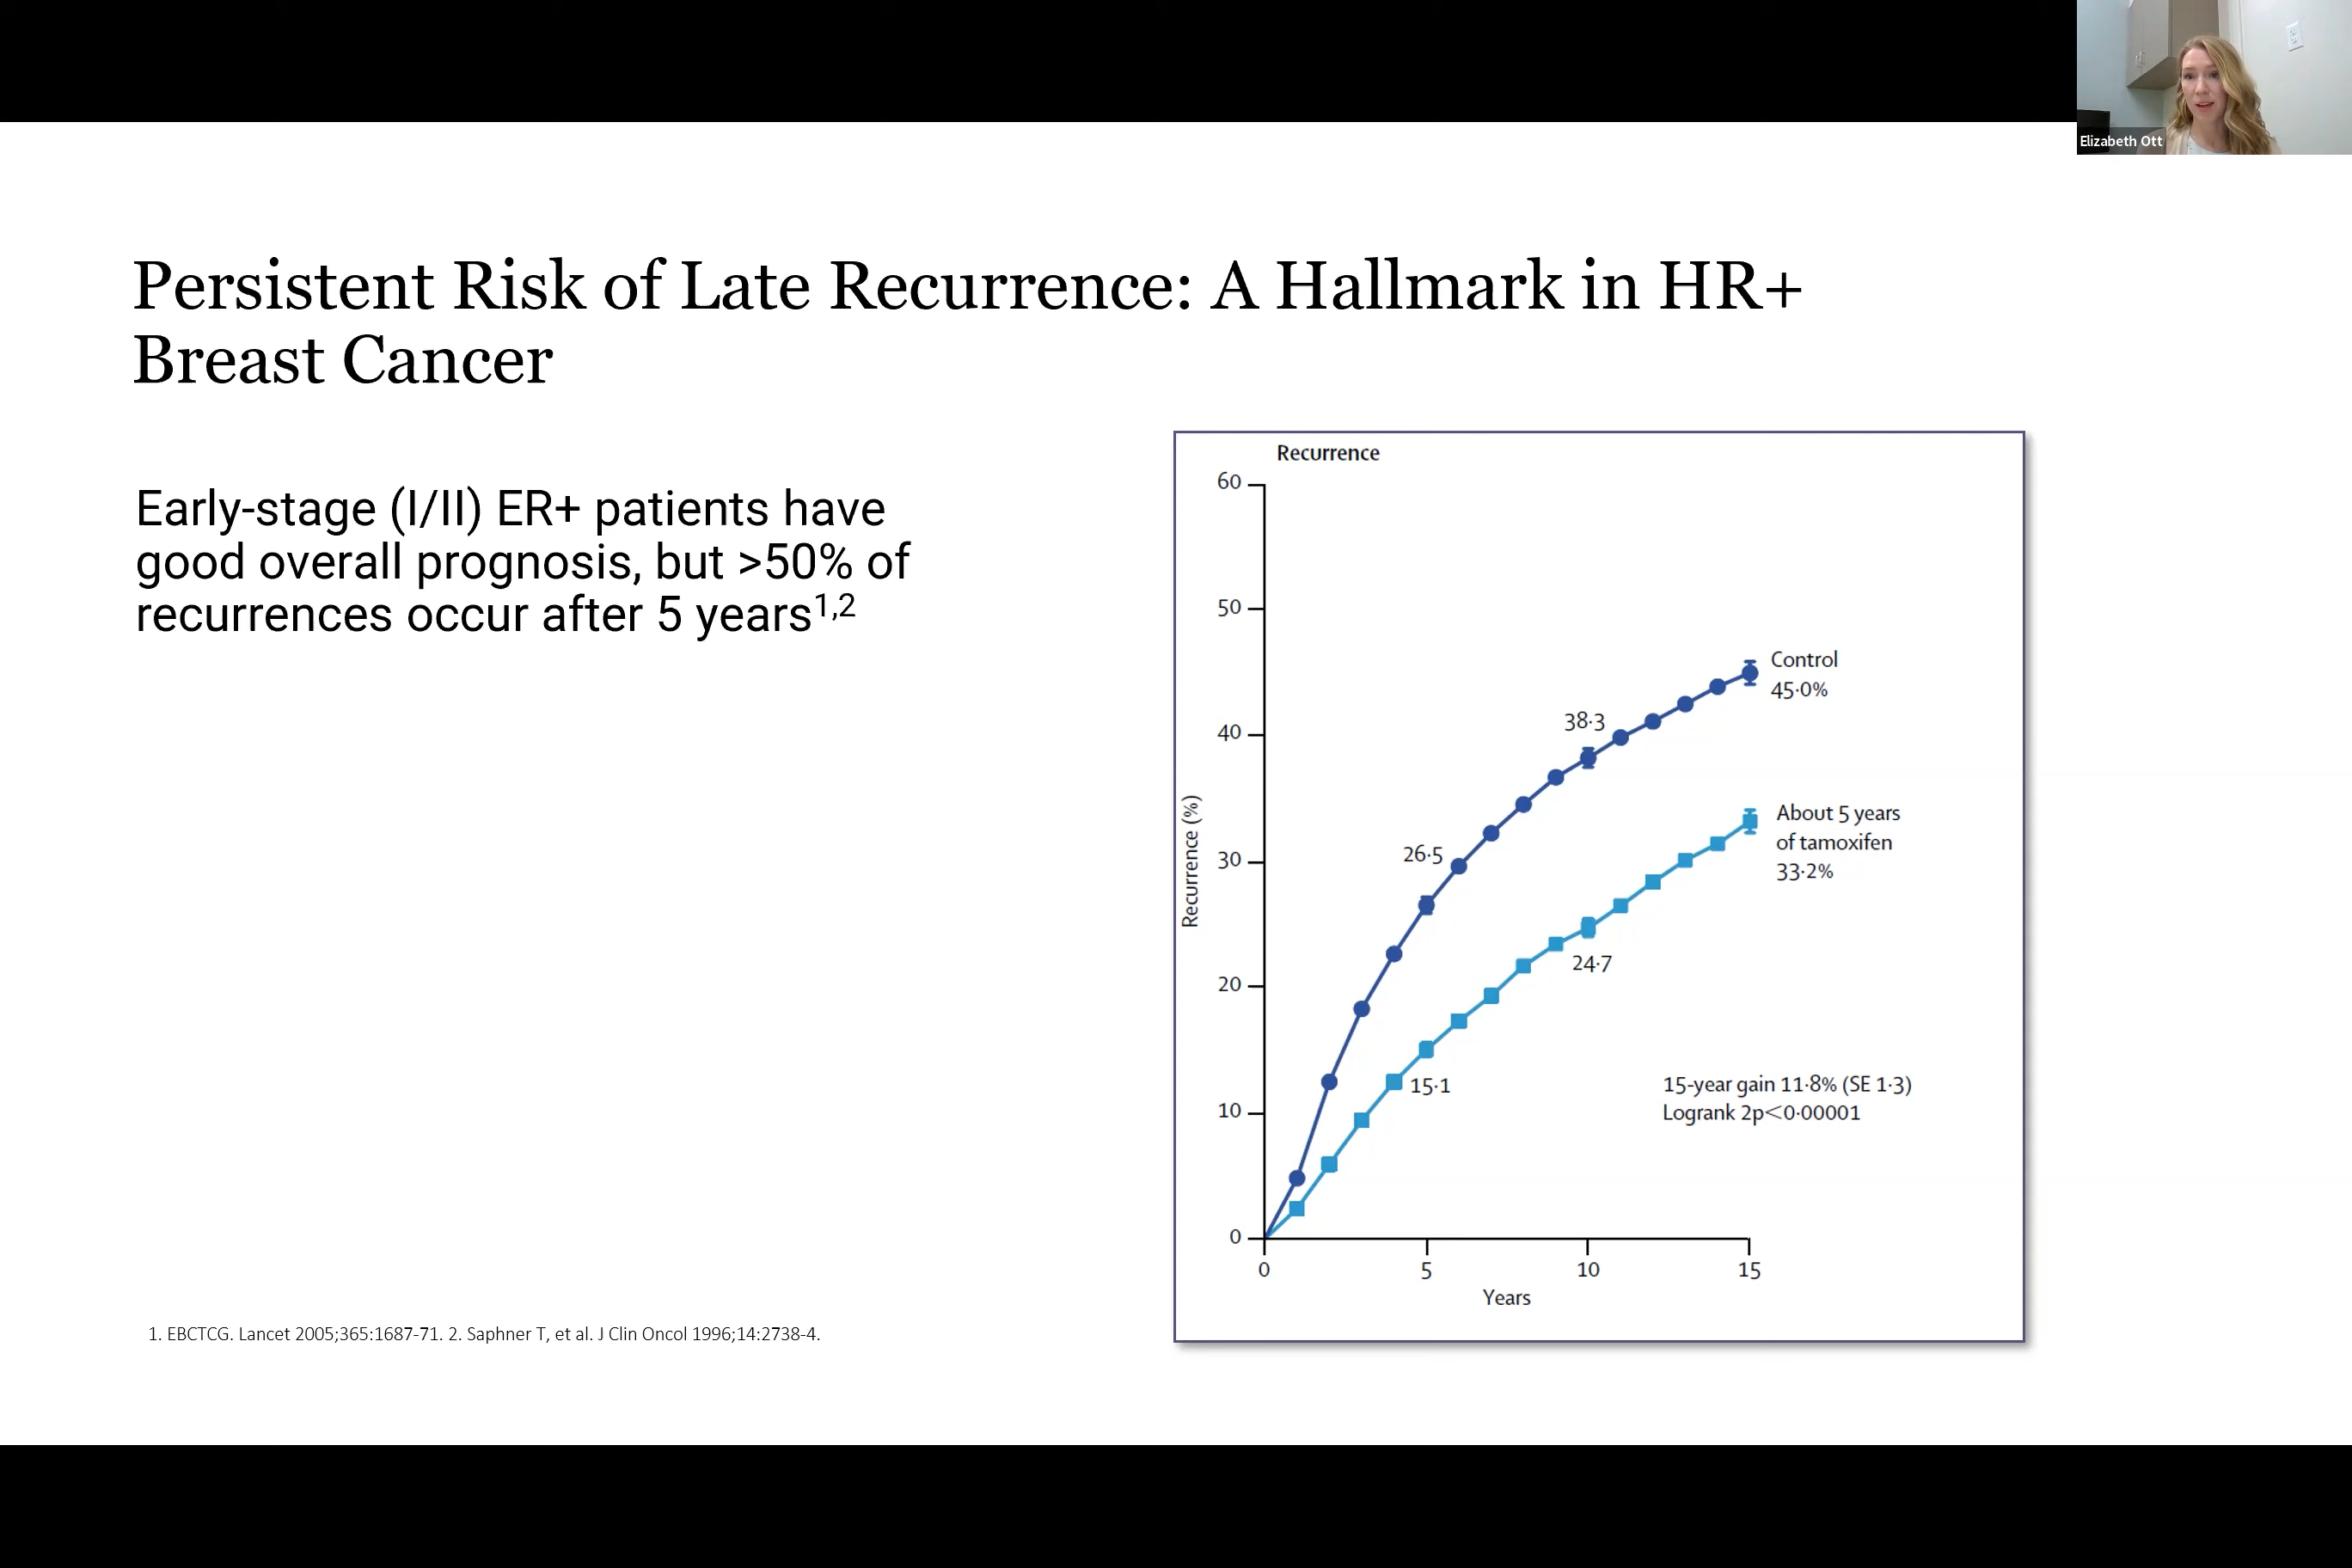 Elizabeth Ott
Persistent Risk of Late Recurrence: A Hallmark in HR+
Breast Cancer
Early-stage (I/II) ER+ patients have
good overall prognosis, but >50% of
recurrences occur after 5 years1,2
Recurrence
60
50
40
30
20
10
0
Recurrence (%)
0 5 10 15
Years
26·5
38·3
Control
45·0%
15·1
24·7
About 5 years
of tamoxifen
33·2%
15-year gain 11·8% (SE 1·3)
Logrank 2p<0·00001
1. EBCTCG. Lancet 2005;365:1687-71. 2. Saphner T, et al. J Clin Oncol 1996;14:2738-4.